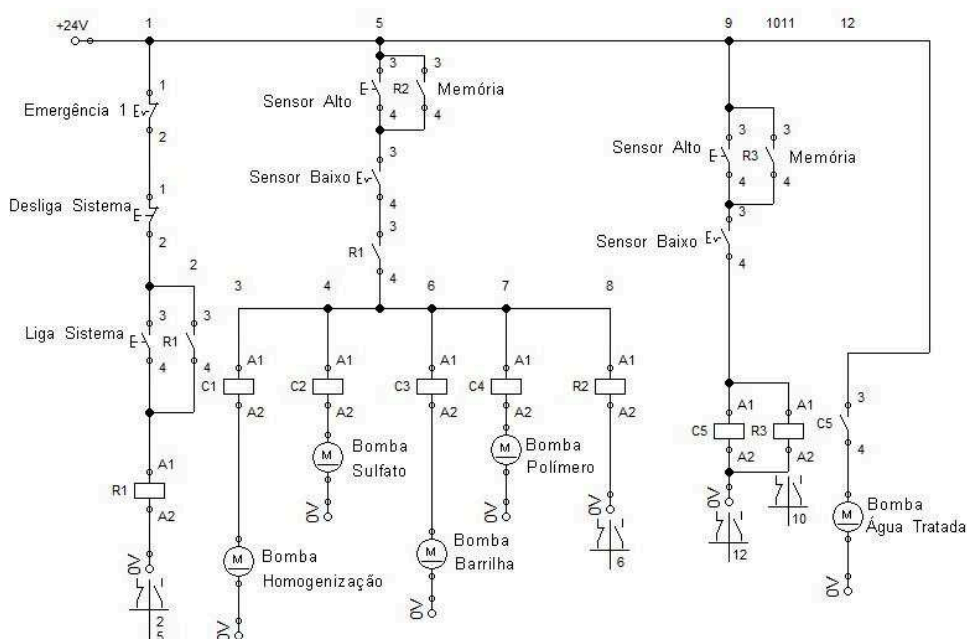 1 5 9 1011 12
+24V
1
Emergência 1
2
1
Desliga Sistema
2
2
3 3
Liga Sistema R1
4 4
A1
R1
A2
0V
2
5
3 3
Sensor Alto R2 Memória
4 4
3
Sensor Baixo
4
3
R1
4
3 4 6 7 8
A1 A1 A1 A1 A1
C1 C2 C3 C4 R2
A2 A2 A2 A2 A2
M Bomba
Sulfato
0V
M Bomba
Polímero
0V
0V
6
M Bomba
Homogenização
0V
M Bomba
Barrilha
0V
3 3
Sensor Alto R3 Memória
4 4
3
Sensor Baixo
4
A1 A1
C5 R3
A2 A2
0V
12
10
3
C5
4
M Bomba
Água Tratada
0V